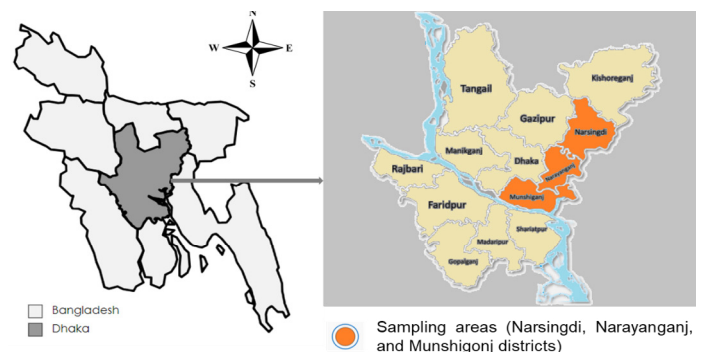 N
W E
S
Bangladesh
Dhaka
Kishoreganj
Tangail
Gazipur
Narsingdi
Manikganj
Dhaka
Narayanganj
Rajbari
Munshiganj
Faridpur
Shariatpur
Madaripur
Gopalganj
Sampling areas (Narsingdi, Narayanganj,
and Munshigonj districts)